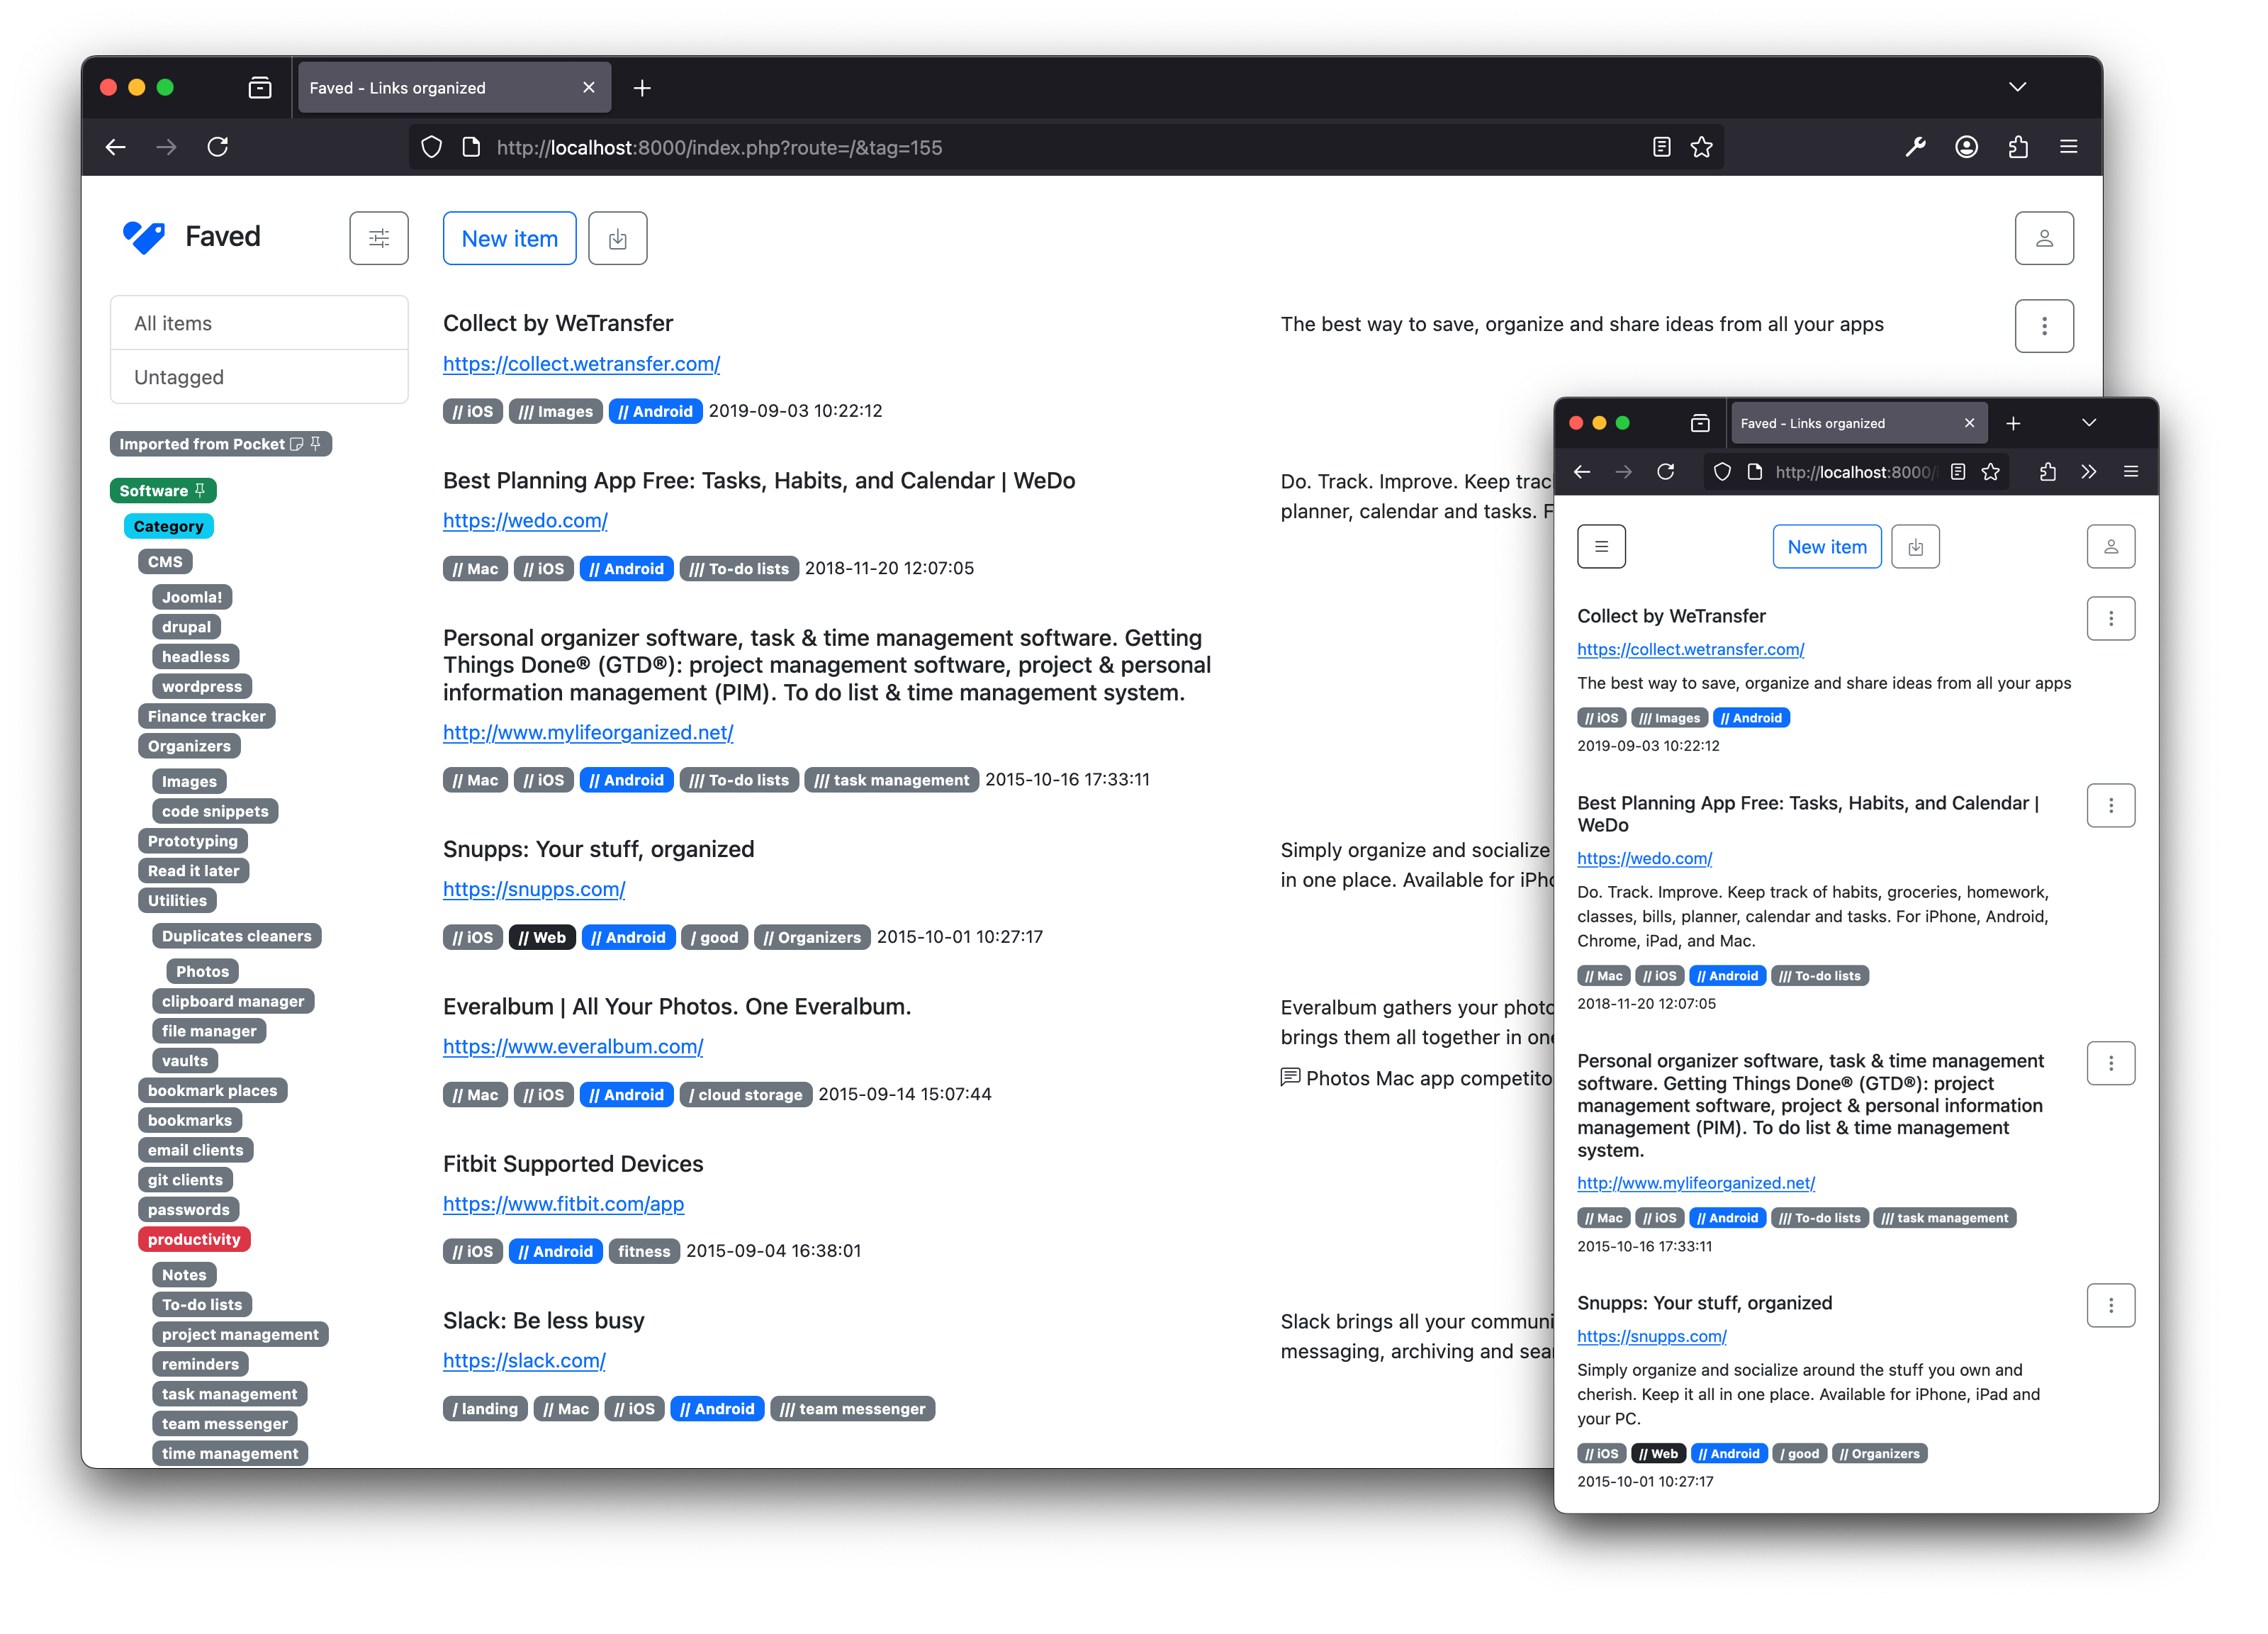 Faved - Links organized
http://localhost:8000/index.php?route=/&tag=155
Faved
New item
All items
Untagged
Imported from Pocket
Software
Category
CMS
Joomla!
drupal
headless
wordpress
Finance tracker
Organizers
Images
code snippets
Prototyping
Read it later
Utilities
Duplicates cleaners
Photos
clipboard manager
file manager
vaults
bookmark places
bookmarks
email clients
git clients
passwords
productivity
Notes
To-do lists
project management
reminders
task management
team messenger
time management
Collect by WeTransfer
https://collect.wetransfer.com/
// iOS /// Images // Android 2019-09-03 10:22:12
The best way to save, organize and share ideas from all your apps
Best Planning App Free: Tasks, Habits, and Calendar | WeDo
https://wedo.com/
// Mac // iOS // Android /// To-do lists 2018-11-20 12:07:05
Do. Track. Improve. Keep trac
planner, calendar and tasks. F
Personal organizer software, task & time management software. Getting
Things Done® (GTD®): project management software, project & personal
information management (PIM). To do list & time management system.
http://www.mylifeorganized.net/
// Mac // iOS // Android /// To-do lists /// task management 2015-10-16 17:33:11
Snupps: Your stuff, organized
https://snupps.com/
// iOS // Web // Android / good // Organizers 2015-10-01 10:27:17
Simply organize and socialize
in one place. Available for iPho
Everalbum | All Your Photos. One Everalbum.
https://www.everalbum.com/
// Mac // iOS // Android / cloud storage 2015-09-14 15:07:44
Everalbum gathers your photo
brings them all together in one
Photos Mac app competito
Fitbit Supported Devices
https://www.fitbit.com/app
// iOS // Android fitness 2015-09-04 16:38:01
Slack: Be less busy
https://slack.com/
/ landing // Mac // iOS // Android /// team messenger
Slack brings all your communi
messaging, archiving and sear
Faved - Links organized
http://localhost:8000/
New item
Collect by WeTransfer
https://collect.wetransfer.com/
The best way to save, organize and share ideas from all your apps
// iOS /// Images // Android
2019-09-03 10:22:12
Best Planning App Free: Tasks, Habits, and Calendar |
WeDo
https://wedo.com/
Do. Track. Improve. Keep track of habits, groceries, homework,
classes, bills, planner, calendar and tasks. For iPhone, Android,
Chrome, iPad, and Mac.
// Mac // iOS // Android /// To-do lists
2018-11-20 12:07:05
Personal organizer software, task & time management
software. Getting Things Done® (GTD®): project
management software, project & personal information
management (PIM). To do list & time management
system.
http://www.mylifeorganized.net/
// Mac // iOS // Android /// To-do lists /// task management
2015-10-16 17:33:11
Snupps: Your stuff, organized
https://snupps.com/
Simply organize and socialize around the stuff you own and
cherish. Keep it all in one place. Available for iPhone, iPad and
your PC.
// iOS // Web // Android / good // Organizers
2015-10-01 10:27:17